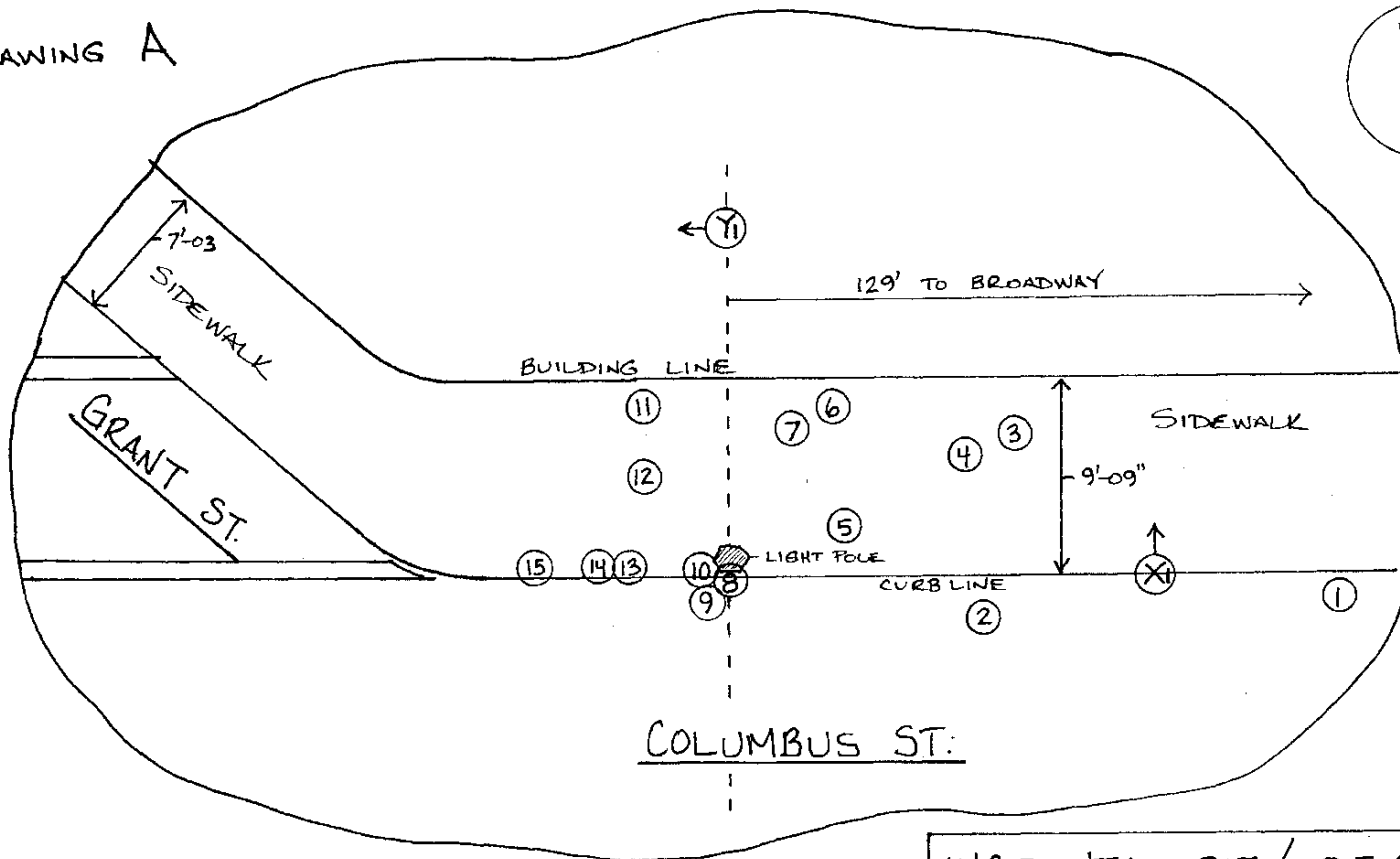 AWING A
7'-03
SIDEWALK
Y1
129' TO BROADWAY
BUILDING LINE
11
6
7
3
4
SIDEWALK
GRANT ST.
12
9'-09"
5
15
14
13
10
8
LIGHT POLE
CURB LINE
X1
9
2
1
COLUMBUS ST: